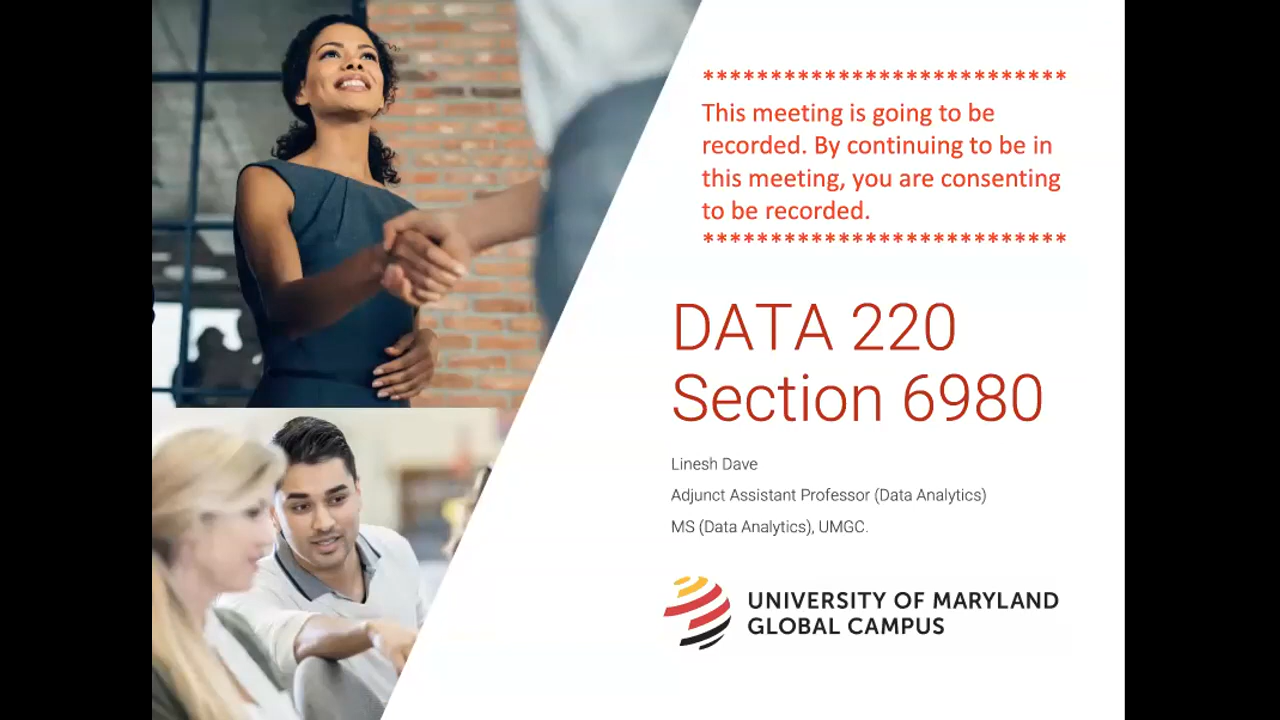 ***************************
This meeting is going to be
recorded. By continuing to be in
this meeting, you are consenting
to be recorded.
***************************
DATA 220
Section 6980
Linesh Dave
Adjunct Assistant Professor (Data Analytics)
MS (Data Analytics), UMGC.
UNIVERSITY OF MARYLAND
GLOBAL CAMPUS